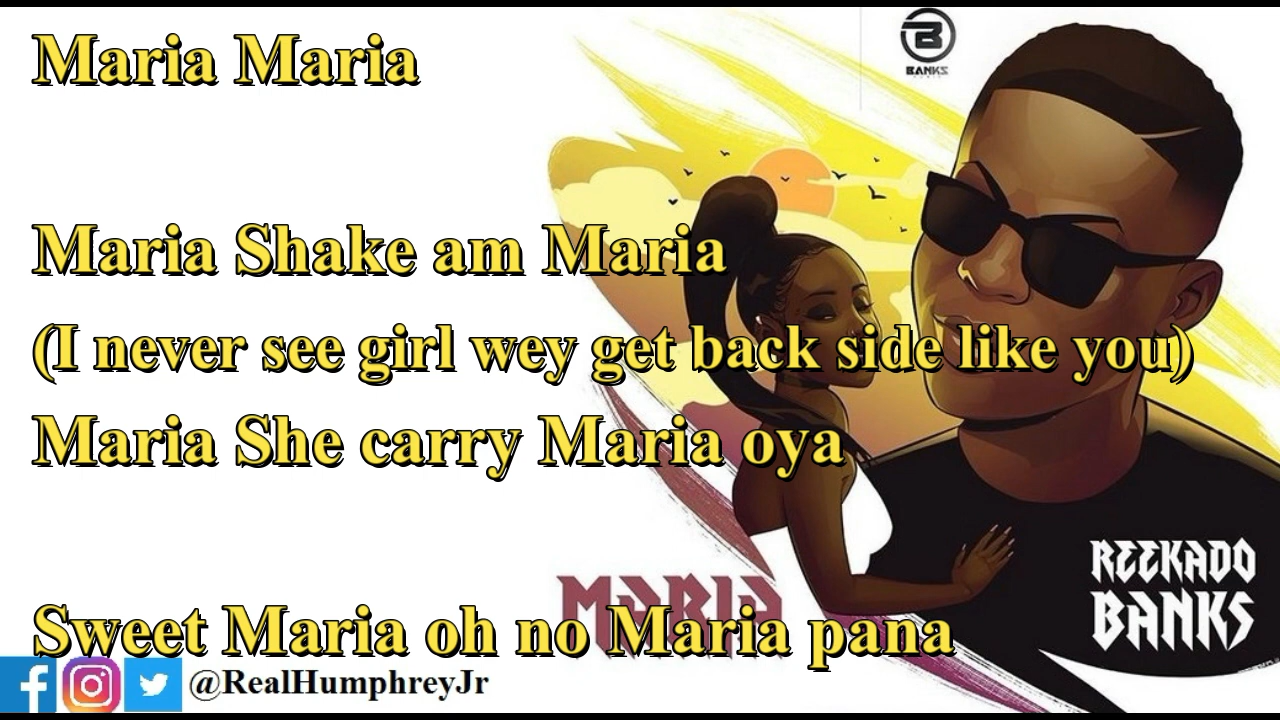 B
BANKS
Maria Maria
Maria Shake am Maria
(I never see girl wey get back side like you)
Maria She carry Maria oya
REEKADO
BANKS
MARIA
Sweet Maria oh no Maria pana
f
@RealHumphreyJr